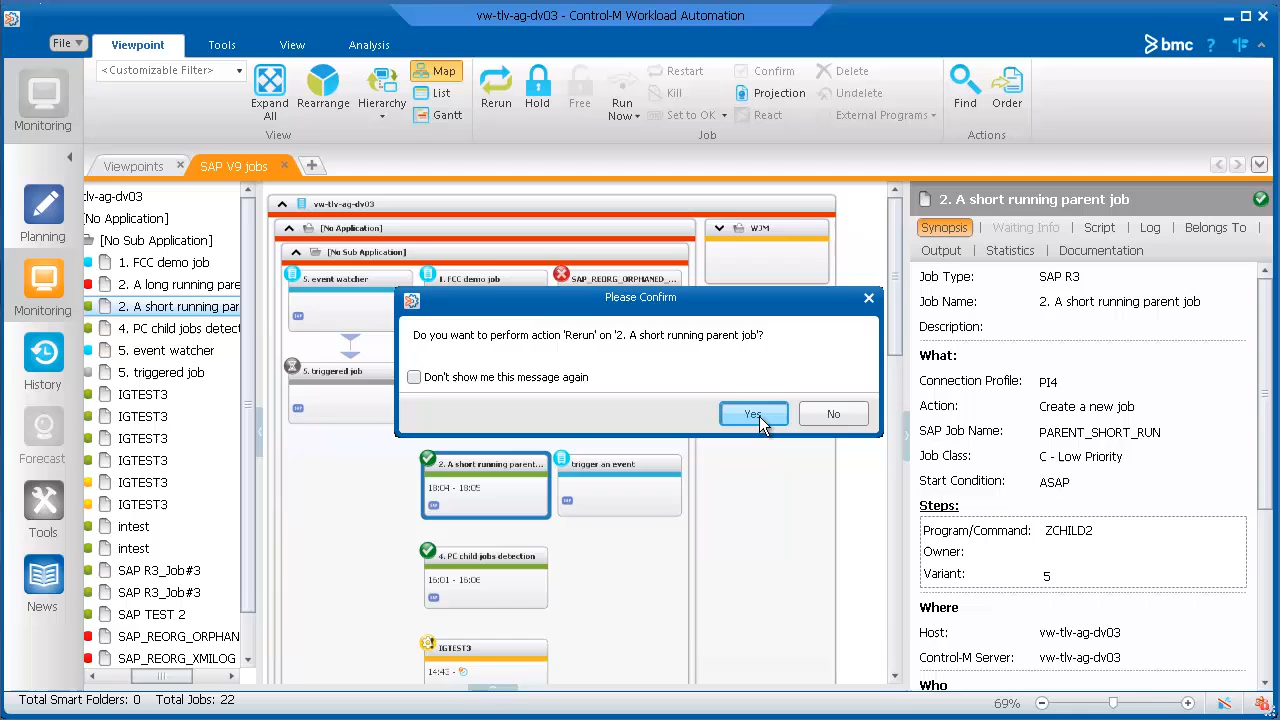 vw-tlv-ag-dv03 - Control-M Workload Automation
File
Viewpoint
Tools
View
Analysis
bmc
?
<Customizable Filter>
Expand All
Rearrange
Hierarchy
Map
List
Gantt
View
Rerun
Hold
Free
Run Now
Restart
Kill
Set to OK
Confirm
Projection
React
Delete
Undelete
External Programs
Job
Find
Order
Actions
Monitoring
Planning
Monitoring
History
Forecast
Tools
News
Viewpoints
SAP V9 jobs
tlv-ag-dv03
[No Application]
[No Sub Application]
1. FCC demo job
2. A long running pare
2. A short running par
4. PC child jobs detect
5. event watcher
5. triggered job
IGTEST3
IGTEST3
IGTEST3
IGTEST3
IGTEST3
IGTEST3
intest
intest
SAP R3_Job#3
SAP R3_Job#3
SAP TEST 2
SAP_REORG_ORPHAN
SAP_REORG_XMILOG
vw-tlv-ag-dv03
[No Application]
[No Sub Application]
WJM
5. event watcher
1. FCC demo job
SAP_REORG_ORPHANED_...
5. triggered job
2. A short running parent...
18:04 - 18:05
trigger an event
4. PC child jobs detection
16:01 - 16:06
IGTEST3
14:43 -
Please Confirm
Do you want to perform action 'Rerun' on '2. A short running parent job'?
Don't show me this message again
Yes
No
2. A short running parent job
Synopsis
Waiting Info
Script
Log
Belongs To
Output
Statistics
Documentation
Job Type: SAP R3
Job Name: 2. A short running parent job
Description:
What:
Connection Profile: PI4
Action: Create a new job
SAP Job Name: PARENT_SHORT_RUN
Job Class: C - Low Priority
Start Condition: ASAP
Steps:
Program/Command: ZCHILD2
Owner:
Variant: 5
Where
Host: vw-tlv-ag-dv03
Control-M Server: vw-tlv-ag-dv03
Who
Total Smart Folders: 0 Total Jobs: 22
69%